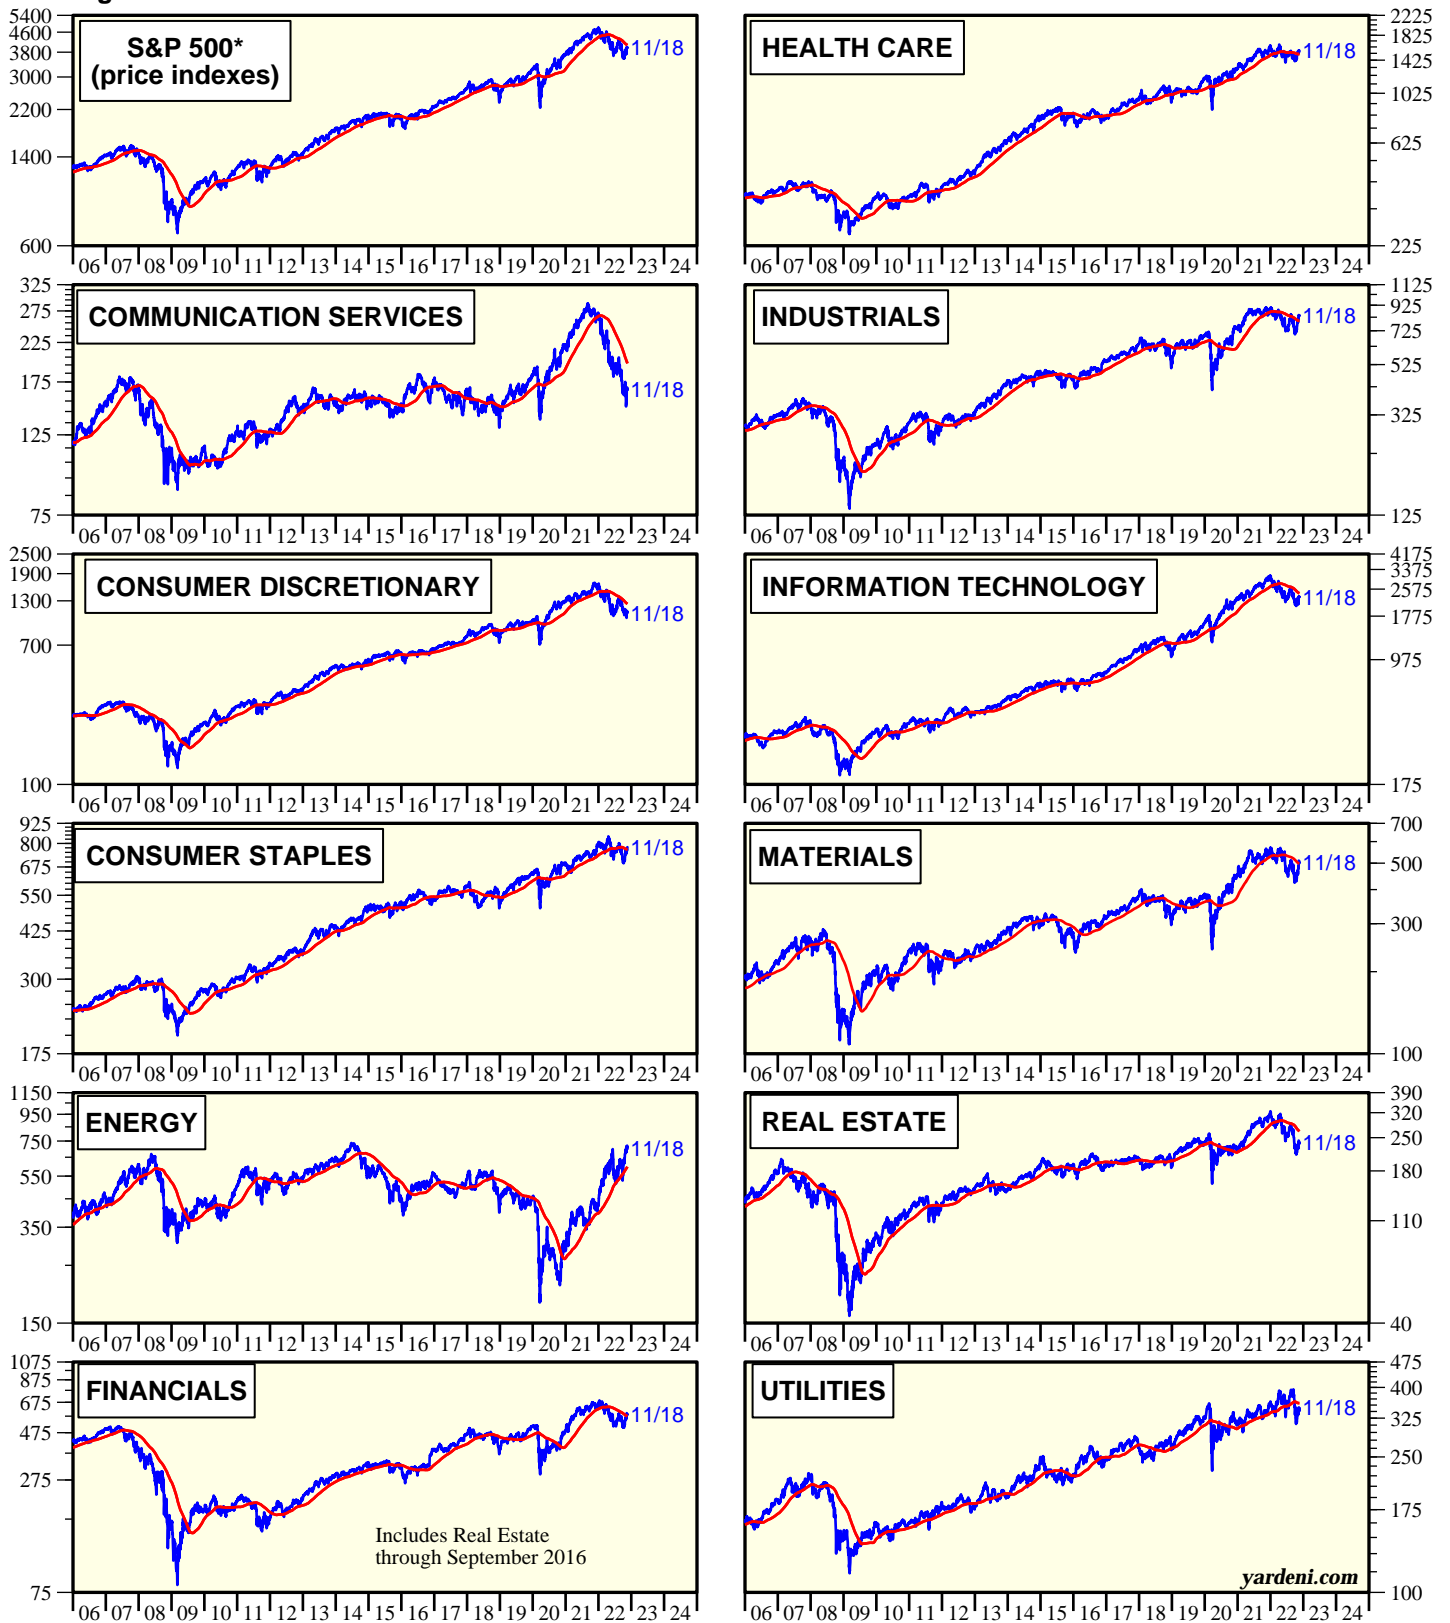 S&P 500*
(price indexes)
5400
4600
3800
3000
2200
1400
600
11/18
06 07 08 09 10 11 12 13 14 15 16 17 18 19 20 21 22 23 24
HEALTH CARE
2225
1825
1425
1025
625
225
11/18
06 07 08 09 10 11 12 13 14 15 16 17 18 19 20 21 22 23 24
COMMUNICATION SERVICES
325
275
225
175
125
75
11/18
06 07 08 09 10 11 12 13 14 15 16 17 18 19 20 21 22 23 24
INDUSTRIALS
1125
925
725
525
325
125
11/18
06 07 08 09 10 11 12 13 14 15 16 17 18 19 20 21 22 23 24
CONSUMER DISCRETIONARY
2500
1900
1300
700
100
11/18
06 07 08 09 10 11 12 13 14 15 16 17 18 19 20 21 22 23 24
INFORMATION TECHNOLOGY
4175
3375
2575
1775
975
175
11/18
06 07 08 09 10 11 12 13 14 15 16 17 18 19 20 21 22 23 24
CONSUMER STAPLES
925
800
675
550
425
300
175
11/18
06 07 08 09 10 11 12 13 14 15 16 17 18 19 20 21 22 23 24
MATERIALS
700
500
300
100
11/18
06 07 08 09 10 11 12 13 14 15 16 17 18 19 20 21 22 23 24
ENERGY
1150
950
750
550
350
150
11/18
06 07 08 09 10 11 12 13 14 15 16 17 18 19 20 21 22 23 24
REAL ESTATE
390
320
250
180
110
40
11/18
06 07 08 09 10 11 12 13 14 15 16 17 18 19 20 21 22 23 24
FINANCIALS
1075
875
675
475
275
75
11/18
Includes Real Estate
through September 2016
06 07 08 09 10 11 12 13 14 15 16 17 18 19 20 21 22 23 24
UTILITIES
475
400
325
250
175
100
11/18
yardeni.com
06 07 08 09 10 11 12 13 14 15 16 17 18 19 20 21 22 23 24